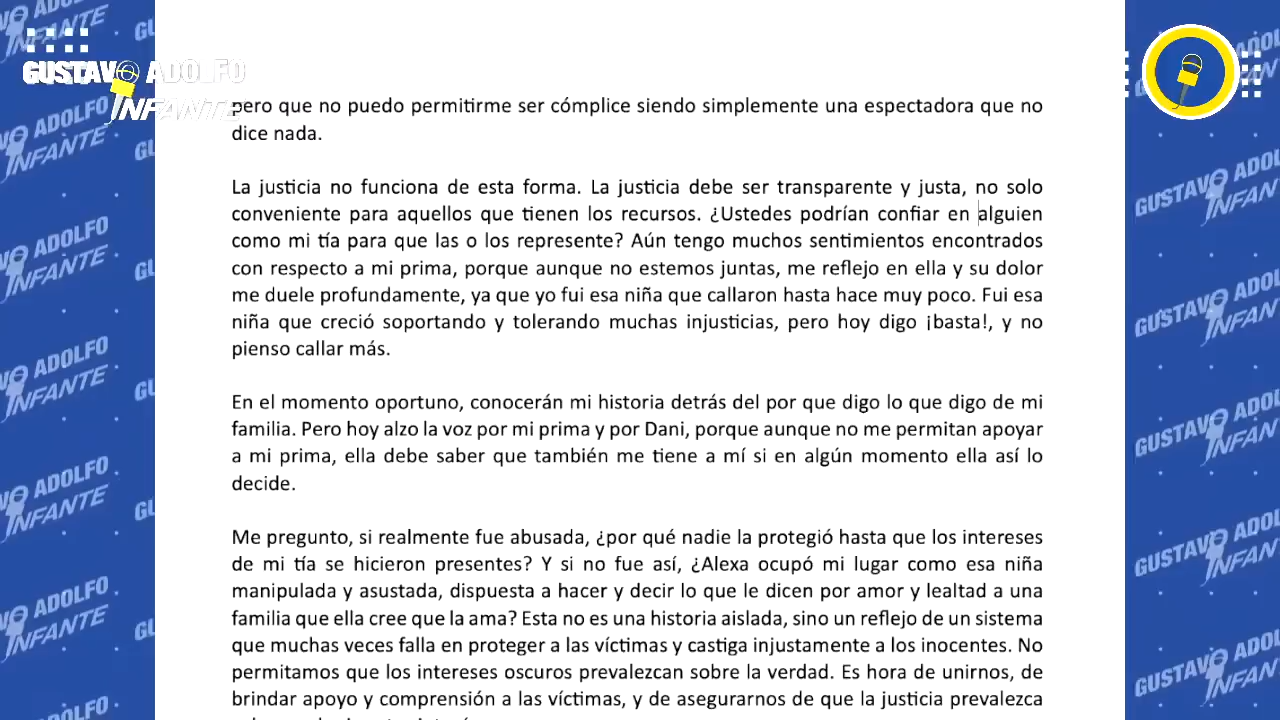 GUSTAVO ADOLFO
INFANTE
pero que no puedo permitirme ser cómplice siendo simplemente una espectadora que no
dice nada.
La justicia no funciona de esta forma. La justicia debe ser transparente y justa, no solo
conveniente para aquellos que tienen los recursos. ¿Ustedes podrían confiar en alguien
como mi tía para que las o los represente? Aún tengo muchos sentimientos encontrados
con respecto a mi prima, porque aunque no estemos juntas, me reflejo en ella y su dolor
me duele profundamente, ya que yo fui esa niña que callaron hasta hace muy poco. Fui esa
niña que creció soportando y tolerando muchas injusticias, pero hoy digo ¡basta!, y no
pienso callar más.
En el momento oportuno, conocerán mi historia detrás del por que digo lo que digo de mi
familia. Pero hoy alzo la voz por mi prima y por Dani, porque aunque no me permitan apoyar
a mi prima, ella debe saber que también me tiene a mí si en algún momento ella así lo
decide.
Me pregunto, si realmente fue abusada, ¿por qué nadie la protegió hasta que los intereses
de mi tía se hicieron presentes? Y si no fue así, ¿Alexa ocupó mi lugar como esa niña
manipulada y asustada, dispuesta a hacer y decir lo que le dicen por amor y lealtad a una
familia que ella cree que la ama? Esta no es una historia aislada, sino un reflejo de un sistema
que muchas veces falla en proteger a las víctimas y castiga injustamente a los inocentes. No
permitamos que los intereses oscuros prevalezcan sobre la verdad. Es hora de unirnos, de
brindar apoyo y comprensión a las víctimas, y de asegurarnos de que la justicia prevalezca